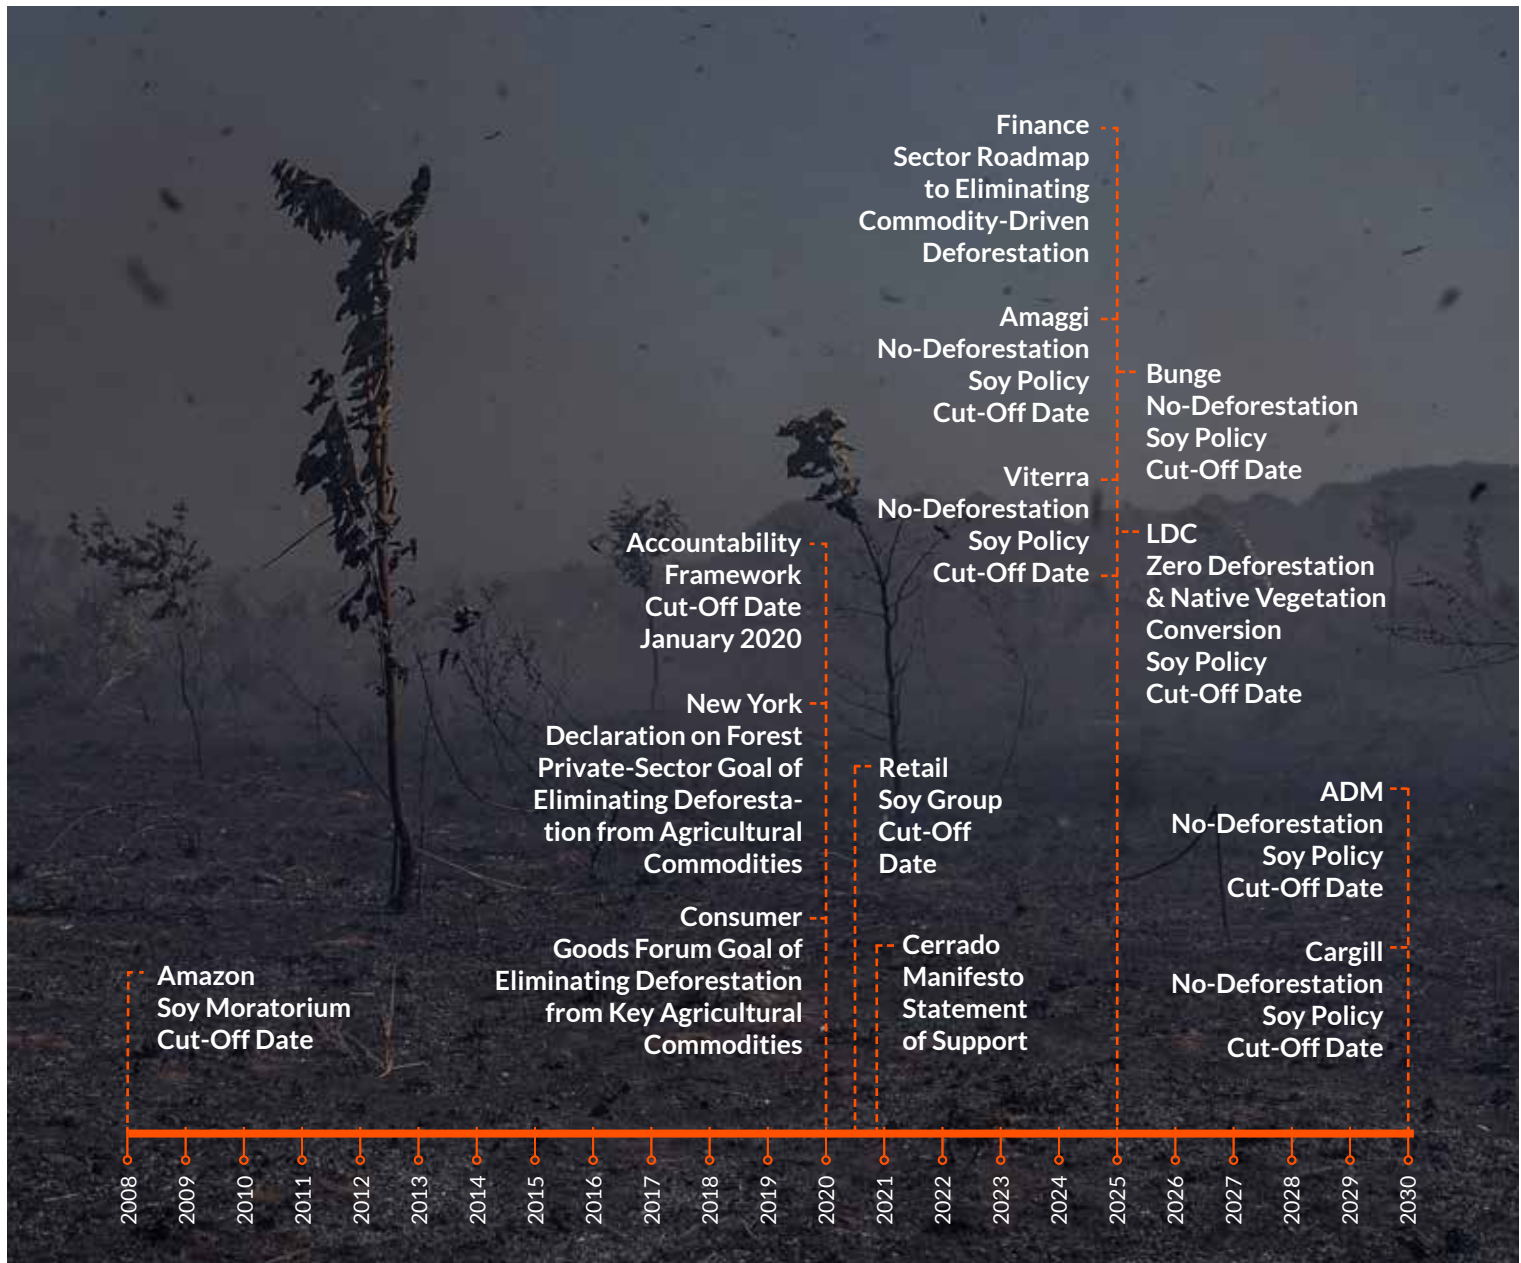 Finance
Sector Roadmap
to Eliminating
Commodity-Driven
Deforestation
Amaggi
No-Deforestation
Soy Policy
Cut-Off Date
Bunge
No-Deforestation
Soy Policy
Cut-Off Date
Viterra
No-Deforestation
Soy Policy
Cut-Off Date
LDC
Zero Deforestation
& Native Vegetation
Conversion
Soy Policy
Cut-Off Date
Accountability
Framework
Cut-Off Date
January 2020
New York
Declaration on Forest
Private-Sector Goal of
Eliminating Deforesta-
tion from Agricultural
Commodities
Retail
Soy Group
Cut-Off
Date
ADM
No-Deforestation
Soy Policy
Cut-Off Date
Consumer
Goods Forum Goal of
Eliminating Deforestation
from Key Agricultural
Commodities
Cerrado
Manifesto
Statement
of Support
Cargill
No-Deforestation
Soy Policy
Cut-Off Date
Amazon
Soy Moratorium
Cut-Off Date
2008
2009
2010
2011
2012
2013
2014
2015
2016
2017
2018
2019
2020
2021
2022
2023
2024
2025
2026
2027
2028
2029
2030